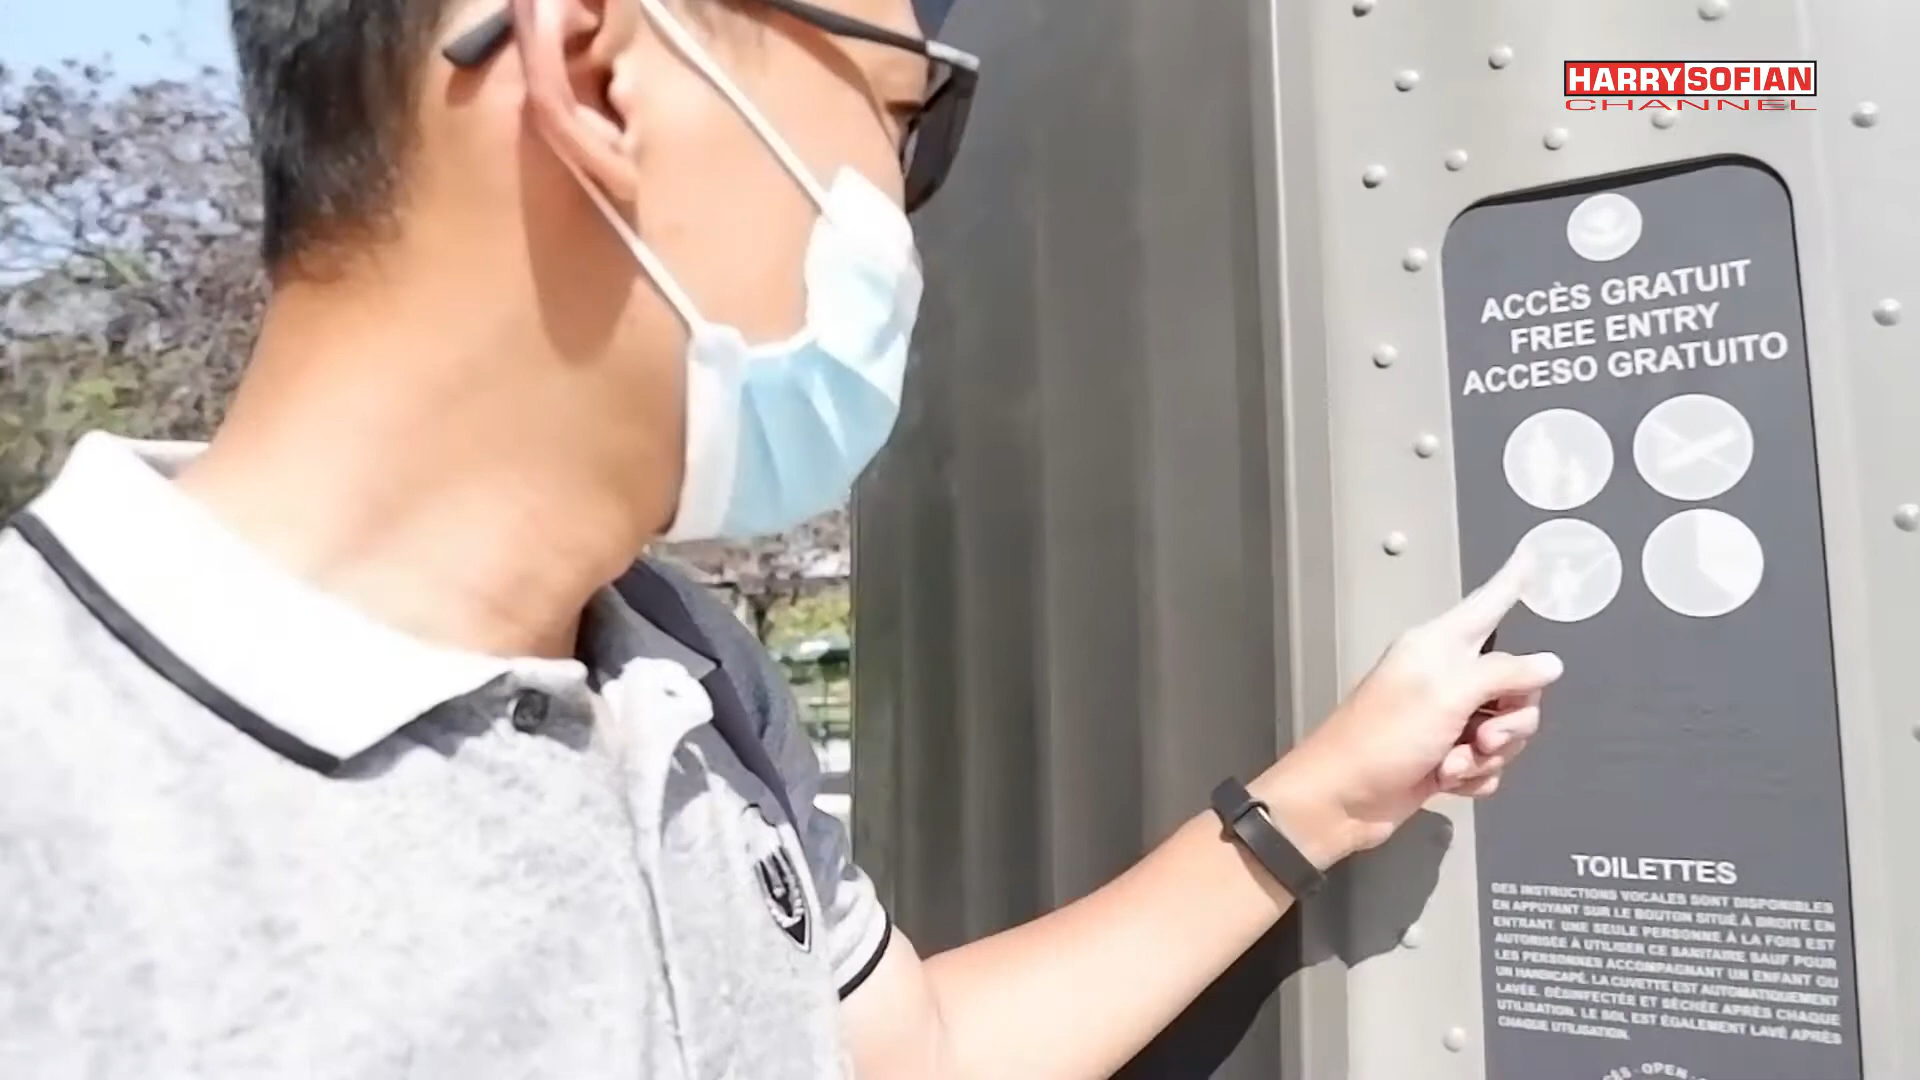 HARRYSOFIAN
CHANNEL
ACCÈS GRATUIT
FREE ENTRY
ACCESO GRATUITO
TOILETTES
DES INSTRUCTIONS VOCALES SONT DISPONIBLES
EN APPUYANT SUR LE BOUTON SITUÉ À DROITE EN
ENTRANT. UNE SEULE PERSONNE À LA FOIS EST
AUTORISÉE À UTILISER CE SANITAIRE SAUF POUR
LES PERSONNES ACCOMPAGNANT UN ENFANT OU
UN HANDICAPÉ. LA CUVETTE EST AUTOMATIQUEMENT
LAVÉE, DÉSINFECTÉE ET SÉCHÉE APRÈS CHAQUE
UTILISATION. LE SOL EST ÉGALEMENT LAVÉ APRÈS
CHAQUE UTILISATION.
OPEN